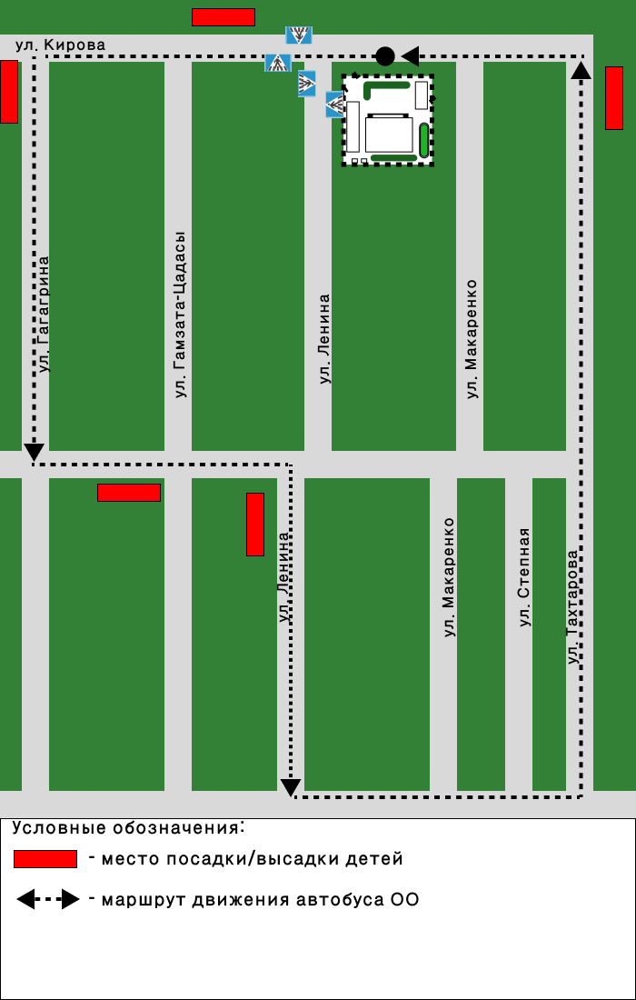 ул. Кирова
ул. Гагагрина
ул. Гамзата-Цадасы
ул. Ленина
ул. Макаренко
ул. Ленина
ул. Макаренко
ул. Степная
ул. Тахтарова
Условные обозначения:
- место посадки/высадки детей
- маршрут движения автобуса ОО